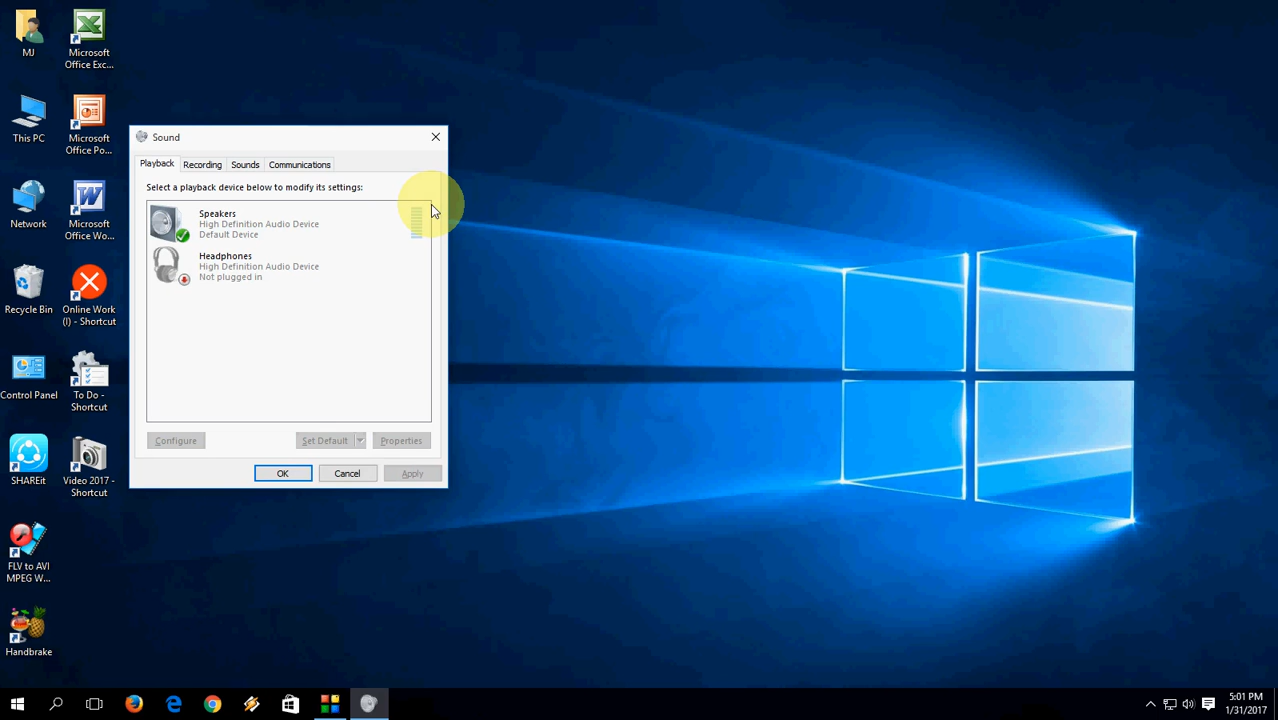 MJ
Microsoft
Office Exc...
This PC
Microsoft
Office Po...
Network
Microsoft
Office Wo...
Recycle Bin
Online Work
(I) - Shortcut
Control Panel
To Do -
Shortcut
SHAREit
Video 2017 -
Shortcut
FLV to AVI
MPEG W...
Handbrake
Sound
Playback
Recording
Sounds
Communications
Select a playback device below to modify its settings:
Speakers
High Definition Audio Device
Default Device
Headphones
High Definition Audio Device
Not plugged in
Configure
Set Default
Properties
OK
Cancel
Apply
5:01 PM
1/31/2017